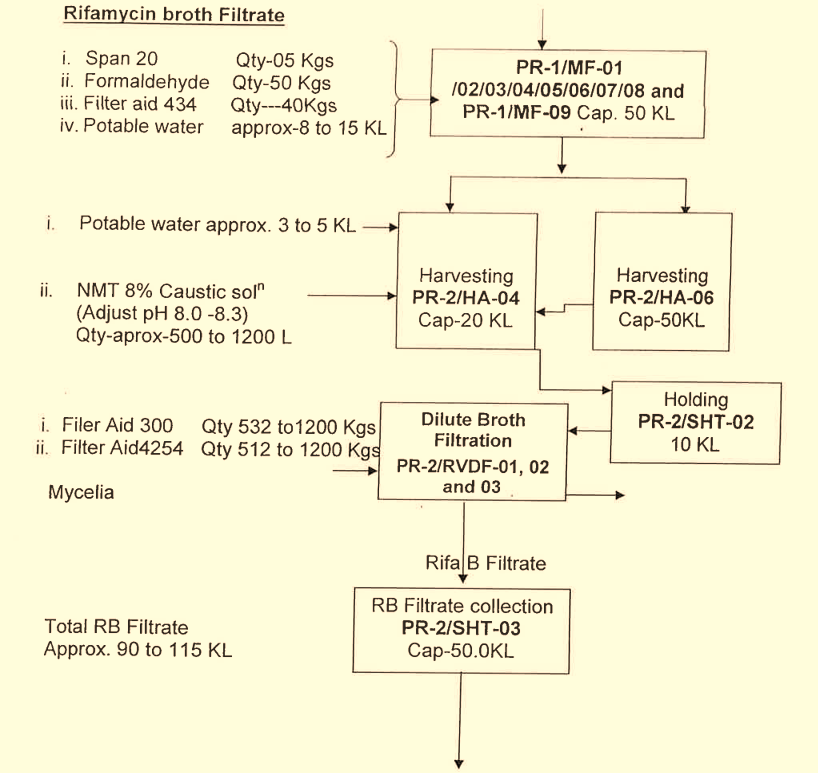 Rifamycin broth Filtrate
i. Span 20 Qty-05 Kgs
ii. Formaldehyde Qty-50 Kgs
iii. Filter aid 434 Qty---40Kgs
iv. Potable water approx-8 to 15 KL
PR-1/MF-01
/02/03/04/05/06/07/08 and
PR-1/MF-09 Cap. 50 KL
i. Potable water approx. 3 to 5 KL
ii. NMT 8% Caustic solⁿ
(Adjust pH 8.0 -8.3)
Qty-aprox-500 to 1200 L
Harvesting
PR-2/HA-04
Cap-20 KL
Harvesting
PR-2/HA-06
Cap-50KL
Holding
PR-2/SHT-02
10 KL
i. Filer Aid 300 Qty 532 to1200 Kgs
ii. Filter Aid4254 Qty 512 to 1200 Kgs
Dilute Broth
Filtration
PR-2/RVDF-01, 02
and 03
Mycelia
Rifa B Filtrate
RB Filtrate collection
PR-2/SHT-03
Cap-50.0KL
Total RB Filtrate
Approx. 90 to 115 KL